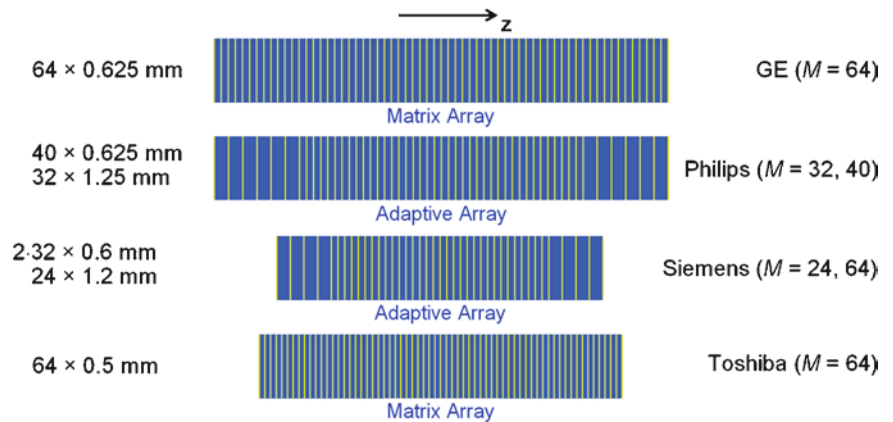 z
64 × 0.625 mm
GE (M = 64)
Matrix Array
40 × 0.625 mm
32 × 1.25 mm
Philips (M = 32, 40)
Adaptive Array
2·32 × 0.6 mm
24 × 1.2 mm
Siemens (M = 24, 64)
Adaptive Array
64 × 0.5 mm
Toshiba (M = 64)
Matrix Array